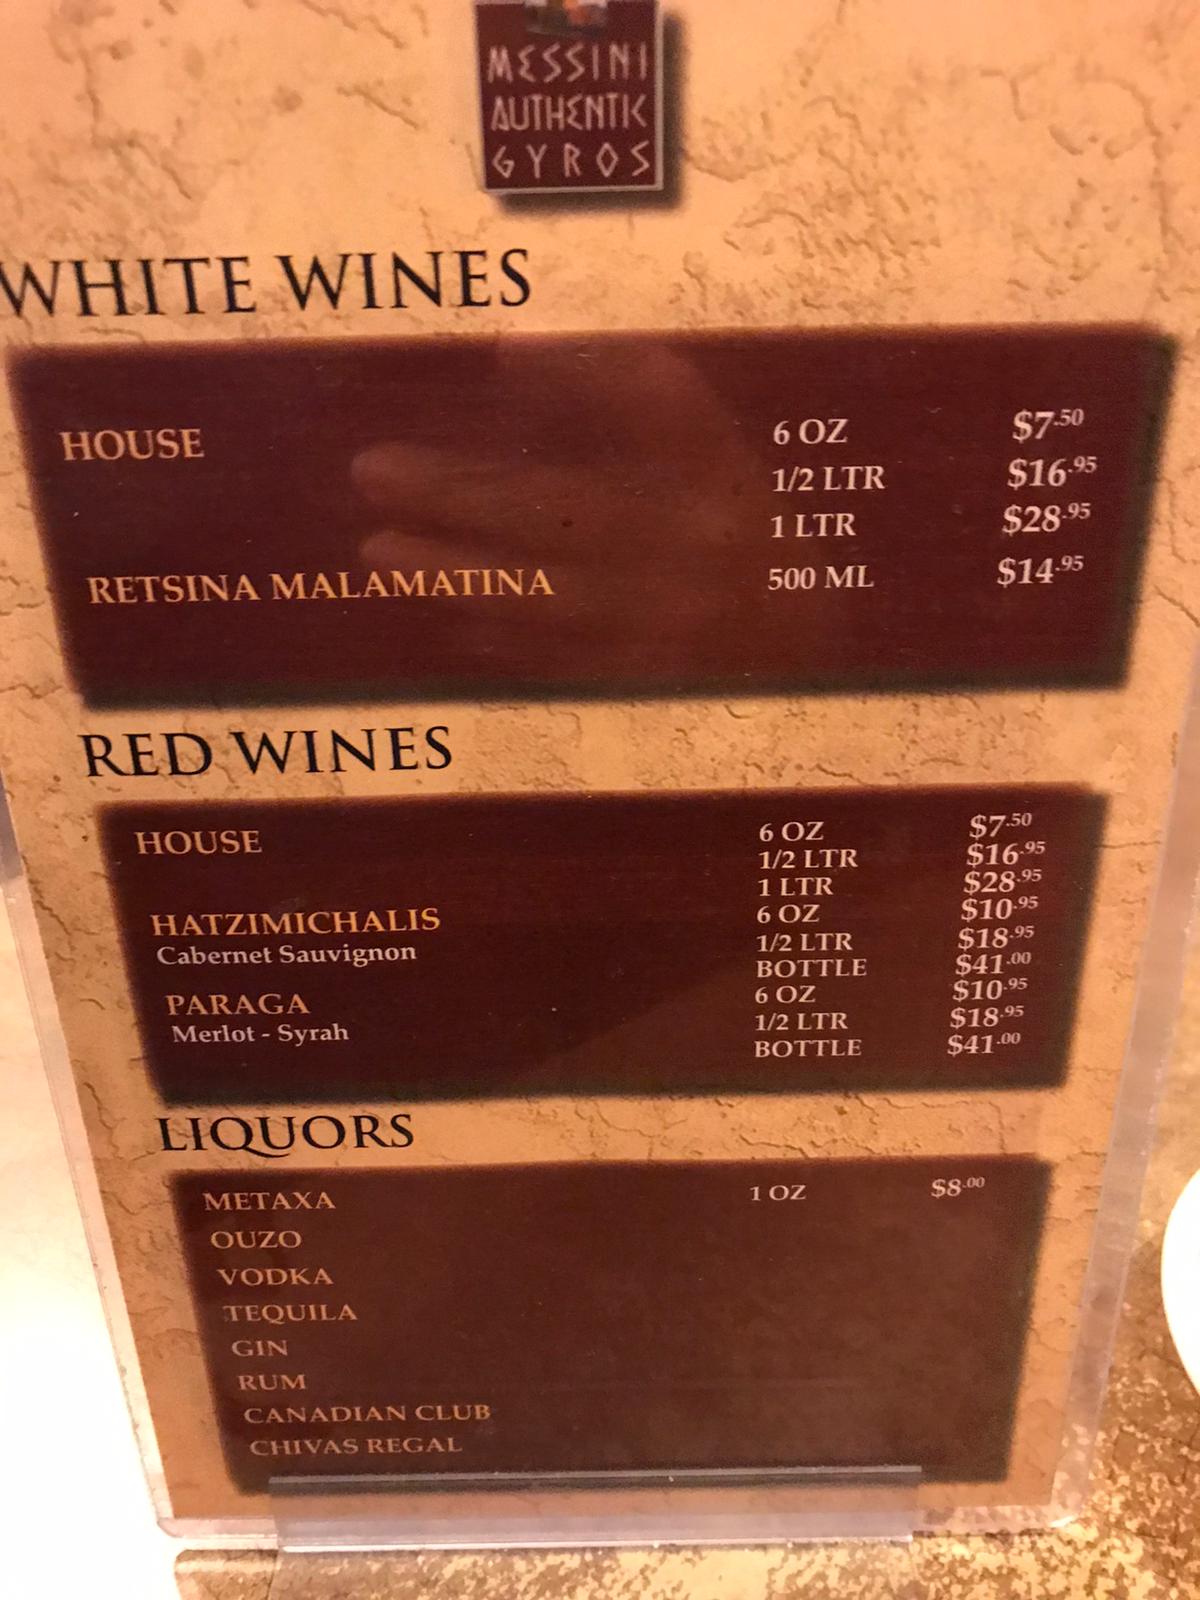 MESSINI
AUTHENTIC
GYROS
WHITE WINES
HOUSE 6 OZ $7.50
1/2 LTR $16.95
1 LTR $28.95
RETSINA MALAMATINA 500 ML $14.95
RED WINES
HOUSE 6 OZ $7.50
1/2 LTR $16.95
1 LTR $28.95
HATZIMICHALIS 6 OZ $10.95
Cabernet Sauvignon 1/2 LTR $18.95
BOTTLE $41.00
PARAGA 6 OZ $10.95
Merlot - Syrah 1/2 LTR $18.95
BOTTLE $41.00
LIQUORS
METAXA 1 OZ $8.00
OUZO
VODKA
TEQUILA
GIN
RUM
CANADIAN CLUB
CHIVAS REGAL